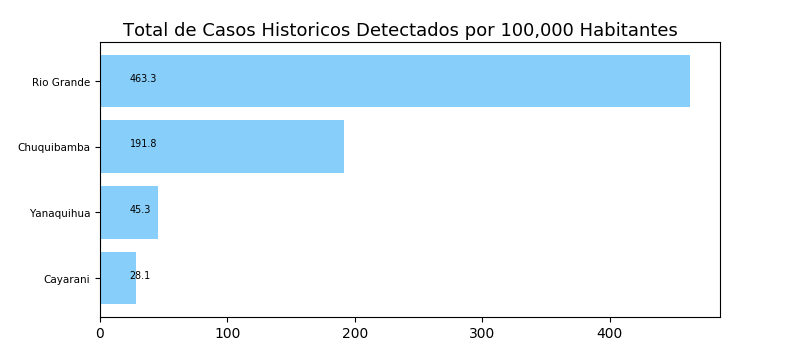 Total de Casos Historicos Detectados por 100,000 Habitantes
Rio Grande
463.3
Chuquibamba
191.8
Yanaquihua
45.3
Cayarani
28.1
0 100 200 300 400